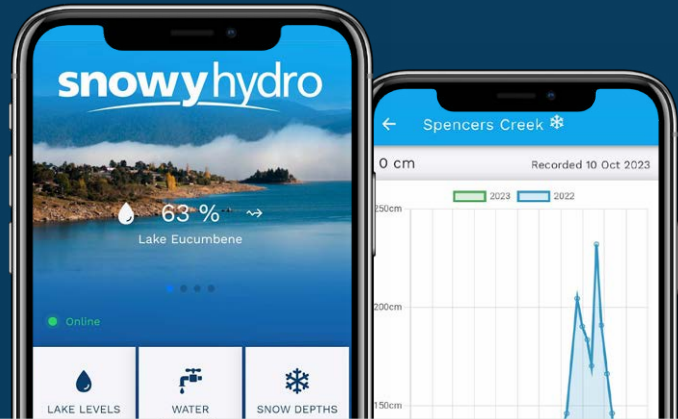 snowyhydro
63 %
Lake Eucumbene
Online
LAKE LEVELS
WATER
SNOW DEPTHS
Spencers Creek
0 cm
Recorded 10 Oct 2023
2023
2022
250cm
200cm
150cm